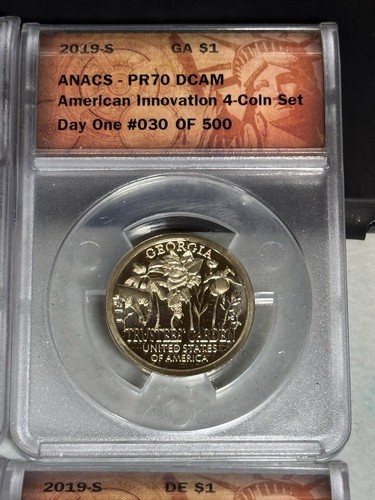 2019-S GA $1
ANACS - PR70 DCAM
American Innovation 4-Coin Set
Day One #030 OF 500
GEORGIA
TRUSTEES' GARDEN
UNITED STATES
OF AMERICA
2019-S DE $1